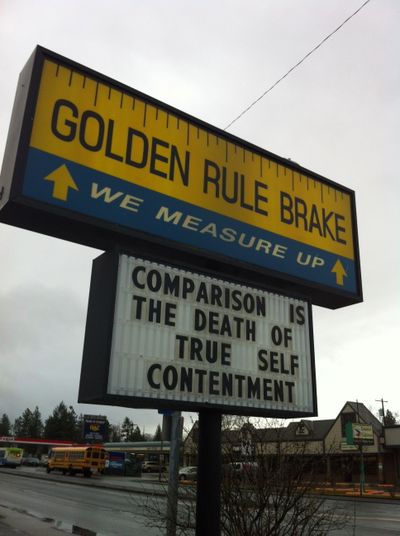 GOLDEN RULE BRAKE
WE MEASURE UP
COMPARISON IS
THE DEATH OF
TRUE SELF
CONTENTMENT